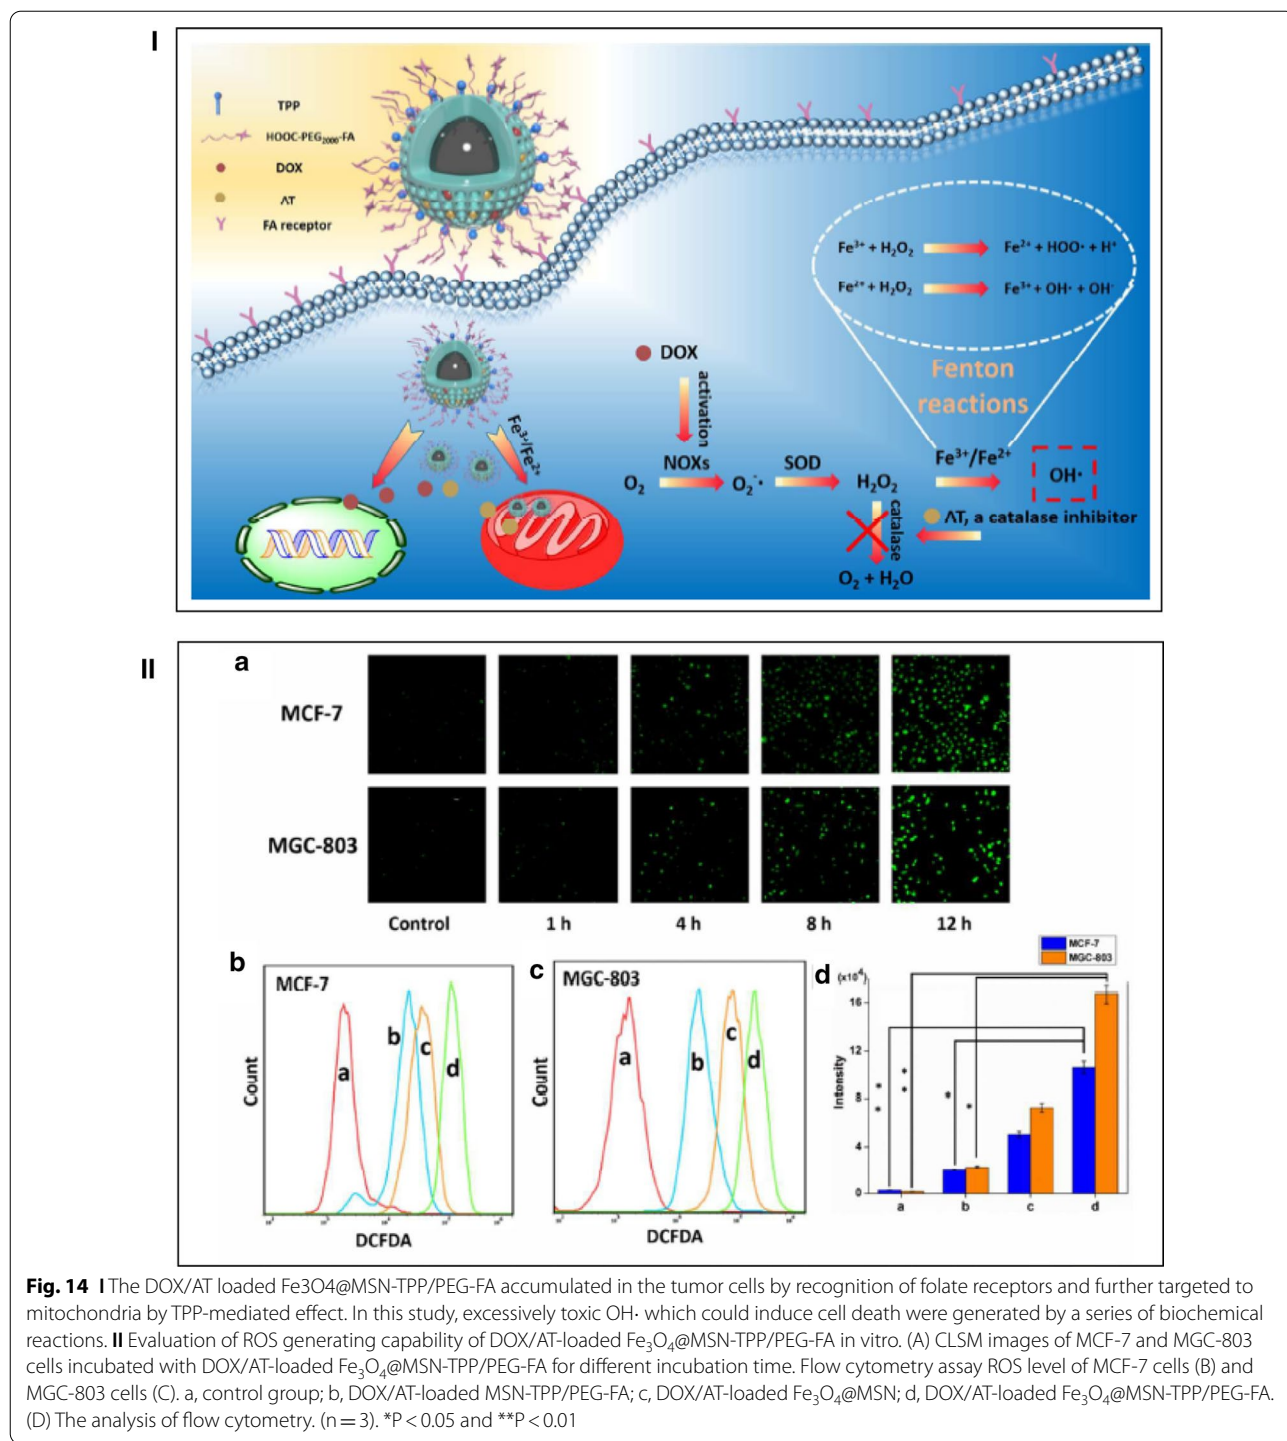 I
TPP
HOOC-PEG2000-FA
DOX
AT
FA receptor
Fe³⁺ + H₂O₂ Fe²⁺ + HOO• + H⁺
Fe²⁺ + H₂O₂ Fe³⁺ + OH• + OH⁻
Fenton
reactions
DOX
activation
Fe³⁺/Fe²⁺
NOXs
SOD
Fe³⁺/Fe²⁺
O₂
O₂⁻•
H₂O₂
OH•
catalase
AT, a catalase inhibitor
O₂ + H₂O
II
a
MCF-7
MGC-803
Control 1 h 4 h 8 h 12 h
b
MCF-7
a b c d
Count
DCFDA
c
MGC-803
a b c d
Count
DCFDA
d
MCF-7
MGC-803
(x10⁴)
16
12
8
4
0
Intensity
* * * * * *
a b c d
Fig. 14 I The DOX/AT loaded Fe3O4@MSN-TPP/PEG-FA accumulated in the tumor cells by recognition of folate receptors and further targeted to
mitochondria by TPP-mediated effect. In this study, excessively toxic OH· which could induce cell death were generated by a series of biochemical
reactions. II Evaluation of ROS generating capability of DOX/AT-loaded Fe₃O₄@MSN-TPP/PEG-FA in vitro. (A) CLSM images of MCF-7 and MGC-803
cells incubated with DOX/AT-loaded Fe₃O₄@MSN-TPP/PEG-FA for different incubation time. Flow cytometry assay ROS level of MCF-7 cells (B) and
MGC-803 cells (C). a, control group; b, DOX/AT-loaded MSN-TPP/PEG-FA; c, DOX/AT-loaded Fe₃O₄@MSN; d, DOX/AT-loaded Fe₃O₄@MSN-TPP/PEG-FA.
(D) The analysis of flow cytometry. (n = 3). *P < 0.05 and **P < 0.01